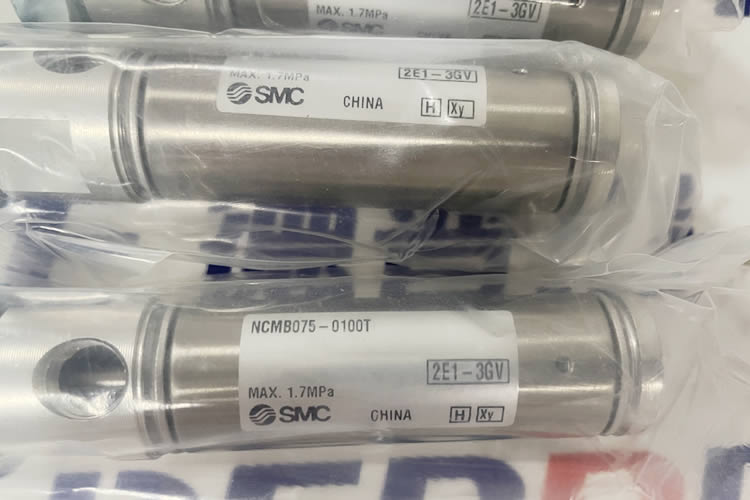 MAX. 1.7MPa
2E1-3GV
SMC
CHINA
MAX. 1.7MPa
2E1-3GV
SMC
CHINA
H
Xy
NCMB075-0100T
2E1-3GV
MAX. 1.7MPa
SMC
CHINA
H
Xy